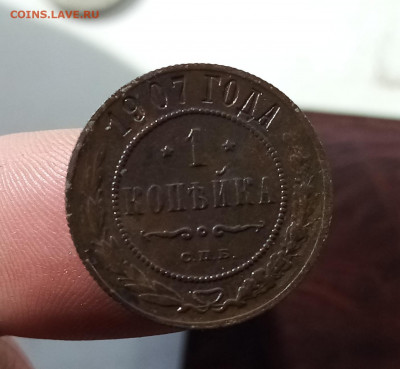 COINS.LAVE.RU
1907 ГОДА
* 1 *
КОПѢЙКА
С.П.Б.